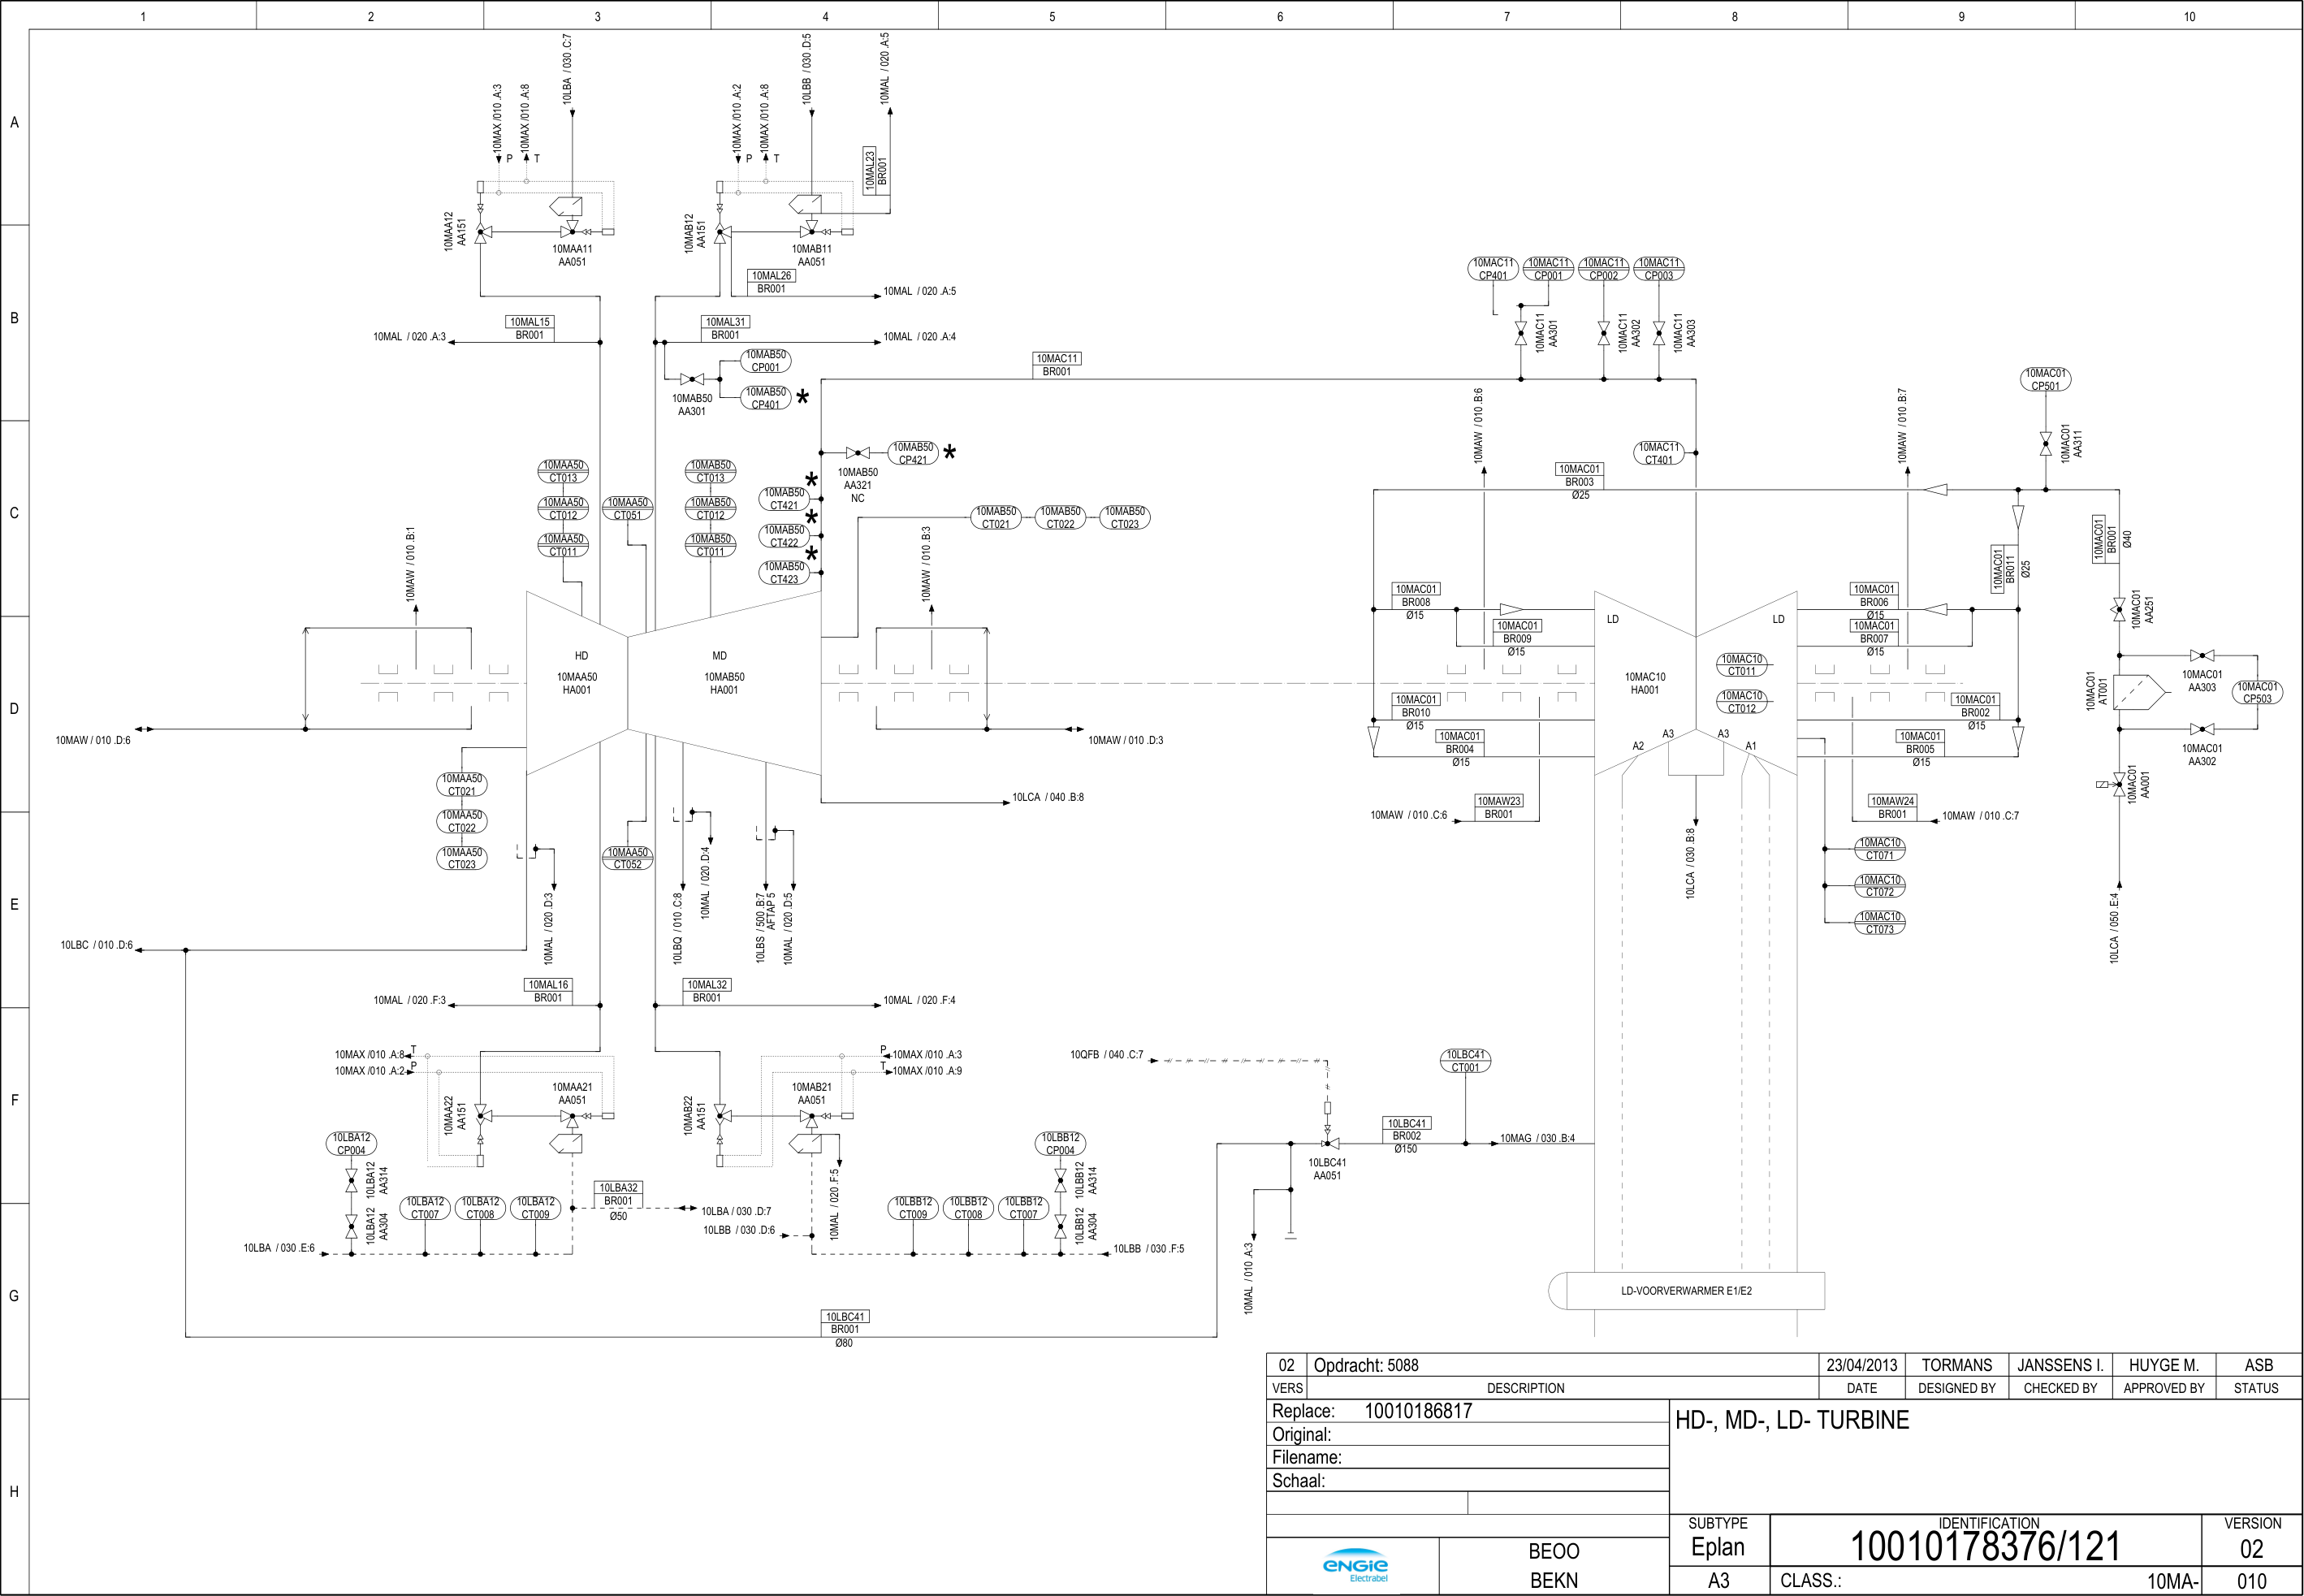 1 2 3 4 5 6 7 8 9 10
A
B
C
D
E
F
G
H
10MAX /010 .A:3
10MAX /010 .A:8
10LBA / 030 .C:7
P T
10MAA12
AA151
10MAA11
AA051
10MAX /010 .A:2
10MAX /010 .A:8
10LBB / 030 .D:5
10MAL / 020 .A:5
P T
10MAL23
BR001
10MAB12
AA151
10MAB11
AA051
10MAL26
BR001
10MAL / 020 .A:5
10MAL / 020 .A:3
10MAL15
BR001
10MAL31
BR001
10MAL / 020 .A:4
10MAB50
CP001
10MAB50
CP401
*
10MAB50
AA301
10MAC11
BR001
10MAC11
CP401
10MAC11
CP001
10MAC11
CP002
10MAC11
CP003
10MAC11
AA301
10MAC11
AA302
10MAC11
AA303
10MAC01
CP501
10MAC01
AA311
10MAW / 010 .B:6
10MAW / 010 .B:7
10MAC11
CT401
10MAC01
BR003
Ø25
10MAB50
CP421
*
10MAB50
AA321
NC
10MAA50
CT013
10MAA50
CT012
10MAA50
CT011
10MAA50
CT051
10MAB50
CT013
10MAB50
CT012
10MAB50
CT011
*
10MAB50
CT421
*
10MAB50
CT422
*
10MAB50
CT423
10MAB50
CT021
10MAB50
CT022
10MAB50
CT023
10MAW / 010 .B:1
10MAW / 010 .B:3
10MAC01
BR001
Ø40
10MAC01
BR011
Ø25
10MAC01
BR008
Ø15
10MAC01
BR009
Ø15
10MAC01
BR006
Ø15
10MAC01
BR007
Ø15
10MAC01
AA251
LD LD
HD
10MAA50
HA001
MD
10MAB50
HA001
10MAC10
HA001
10MAC10
CT011
10MAC10
CT012
10MAC01
AT001
10MAC01
AA303
10MAC01
CP503
10MAC01
AA302
10MAC01
AA001
10MAC01
BR010
Ø15
10MAC01
BR004
Ø15
10MAC01
BR002
Ø15
10MAC01
BR005
Ø15
A2 A3 A3 A1
10MAW / 010 .D:6
10MAW / 010 .D:3
10LCA / 040 .B:8
10MAA50
CT021
10MAA50
CT022
10MAA50
CT023
10MAA50
CT052
10MAL / 020 .D:3
10LBQ / 010 .C:8
10MAL / 020 .D:4
10LBS / 500 .B:7
AFTAP 5
10MAL / 020 .D:5
10MAW / 010 .C:6
10MAW23
BR001
10LCA / 030 .B:8
10MAW24
BR001
10MAW / 010 .C:7
10MAC10
CT071
10MAC10
CT072
10MAC10
CT073
10LCA / 050 .E:4
10LBC / 010 .D:6
10MAL / 020 .F:3
10MAL16
BR001
10MAL32
BR001
10MAL / 020 .F:4
10MAX /010 .A:8 T
10MAX /010 .A:2 P
P 10MAX /010 .A:3
T 10MAX /010 .A:9
10MAA22
AA151
10MAA21
AA051
10MAB22
AA151
10MAB21
AA051
10QFB / 040 .C:7
10LBC41
CT001
10LBC41
BR002
Ø150
10MAG / 030 .B:4
10LBC41
AA051
10MAL / 010 .A:3
10LBA12
CP004
10LBA12
AA314
10LBA12
AA304
10LBA12
CT007
10LBA12
CT008
10LBA12
CT009
10LBA32
BR001
Ø50
10LBA / 030 .D:7
10LBB / 030 .D:6
10MAL / 020 .F:5
10LBB12
CT009
10LBB12
CT008
10LBB12
CT007
10LBB12
CP004
10LBB12
AA314
10LBB12
AA304
10LBA / 030 .E:6
10LBB / 030 .F:5
LD-VOORVERWARMER E1/E2
10LBC41
BR001
Ø80
02 Opdracht: 5088 23/04/2013 TORMANS JANSSENS I. HUYGE M. ASB
VERS DESCRIPTION DATE DESIGNED BY CHECKED BY APPROVED BY STATUS
Replace: 10010186817
Original:
Filename:
Schaal:
HD-, MD-, LD- TURBINE
ENGIE
Electrabel
BEOO
BEKN
SUBTYPE
Eplan
A3
IDENTIFICATION
10010178376/121
CLASS.: 10MA-
VERSION
02
010